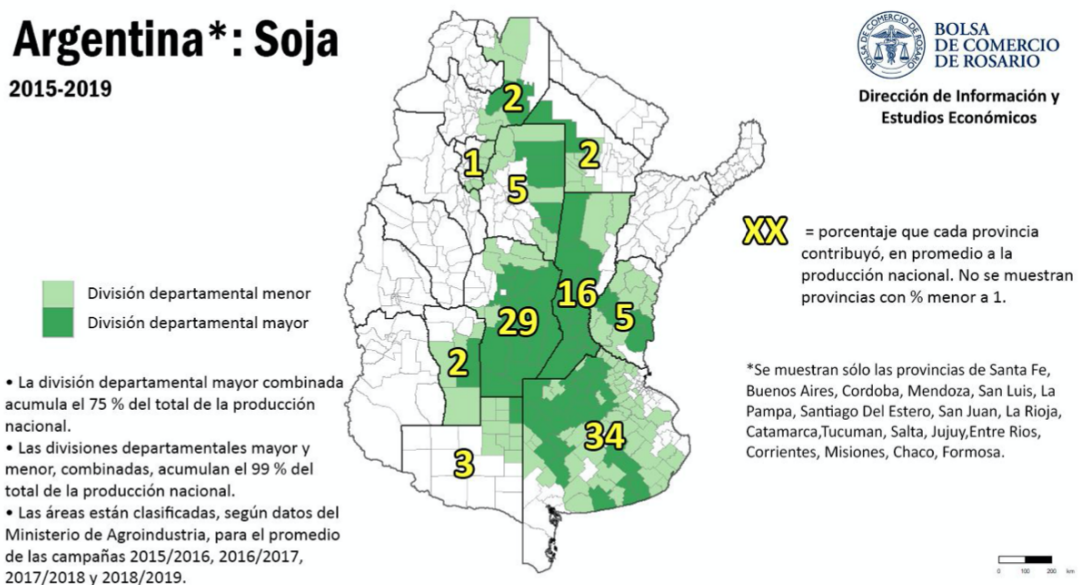 Argentina*: Soja
2015-2019
BOLSA DE COMERCIO DE ROSARIO
BOLSA
DE COMERCIO
DE ROSARIO
Dirección de Información y
Estudios Económicos
2
2
1
5
16
5
29
2
34
3
XX = porcentaje que cada provincia
contribuyó, en promedio a la
producción nacional. No se muestran
provincias con % menor a 1.
División departamental menor
División departamental mayor
• La división departamental mayor combinada
acumula el 75 % del total de la producción
nacional.
• Las divisiones departamentales mayor y
menor, combinadas, acumulan el 99 % del
total de la producción nacional.
• Las áreas están clasificadas, según datos del
Ministerio de Agroindustria, para el promedio
de las campañas 2015/2016, 2016/2017,
2017/2018 y 2018/2019.
*Se muestran sólo las provincias de Santa Fe,
Buenos Aires, Cordoba, Mendoza, San Luis, La
Pampa, Santiago Del Estero, San Juan, La Rioja,
Catamarca,Tucuman, Salta, Jujuy,Entre Rios,
Corrientes, Misiones, Chaco, Formosa.
0 100 200 km